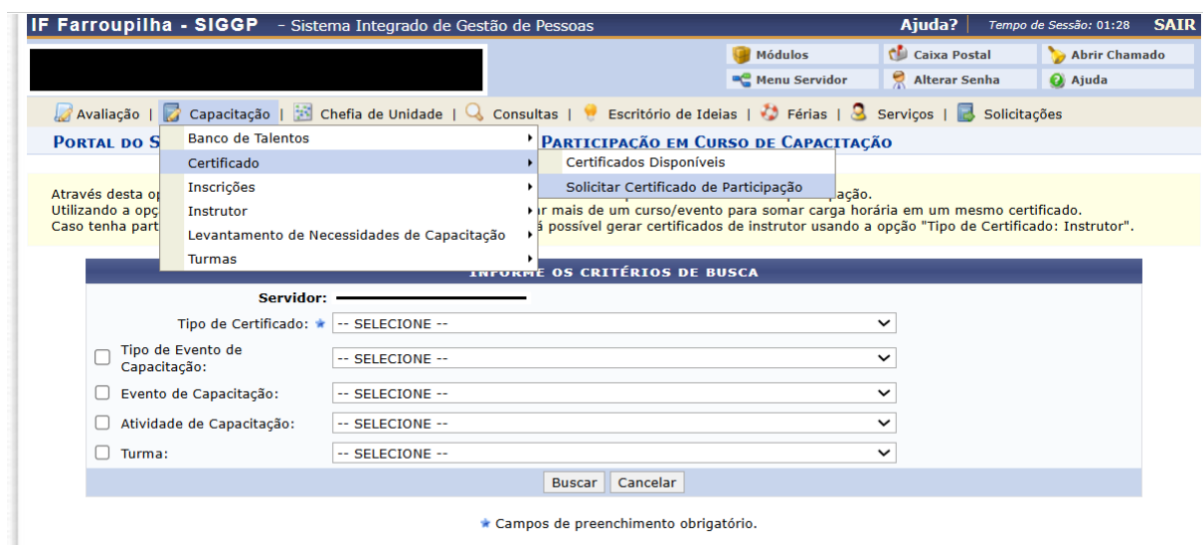 IF Farroupilha - SIGGP - Sistema Integrado de Gestão de Pessoas Ajuda? Tempo de Sessão: 01:28 SAIR
Módulos Caixa Postal Abrir Chamado
Menu Servidor Alterar Senha Ajuda
Avaliação | Capacitação | Chefia de Unidade | Consultas | Escritório de Ideias | Férias | Serviços | Solicitações
PORTAL DO S
PARTICIPAÇÃO EM CURSO DE CAPACITAÇÃO
Banco de Talentos
Certificado
Inscrições
Instrutor
Levantamento de Necessidades de Capacitação
Turmas
Certificados Disponíveis
Solicitar Certificado de Participação
Através desta op ação.
Utilizando a opç r mais de um curso/evento para somar carga horária em um mesmo certificado.
Caso tenha part á possível gerar certificados de instrutor usando a opção "Tipo de Certificado: Instrutor".
INFORME OS CRITÉRIOS DE BUSCA
Servidor:
Tipo de Certificado: -- SELECIONE --
Tipo de Evento de Capacitação: -- SELECIONE --
Evento de Capacitação: -- SELECIONE --
Atividade de Capacitação: -- SELECIONE --
Turma: -- SELECIONE --
Buscar Cancelar
Campos de preenchimento obrigatório.